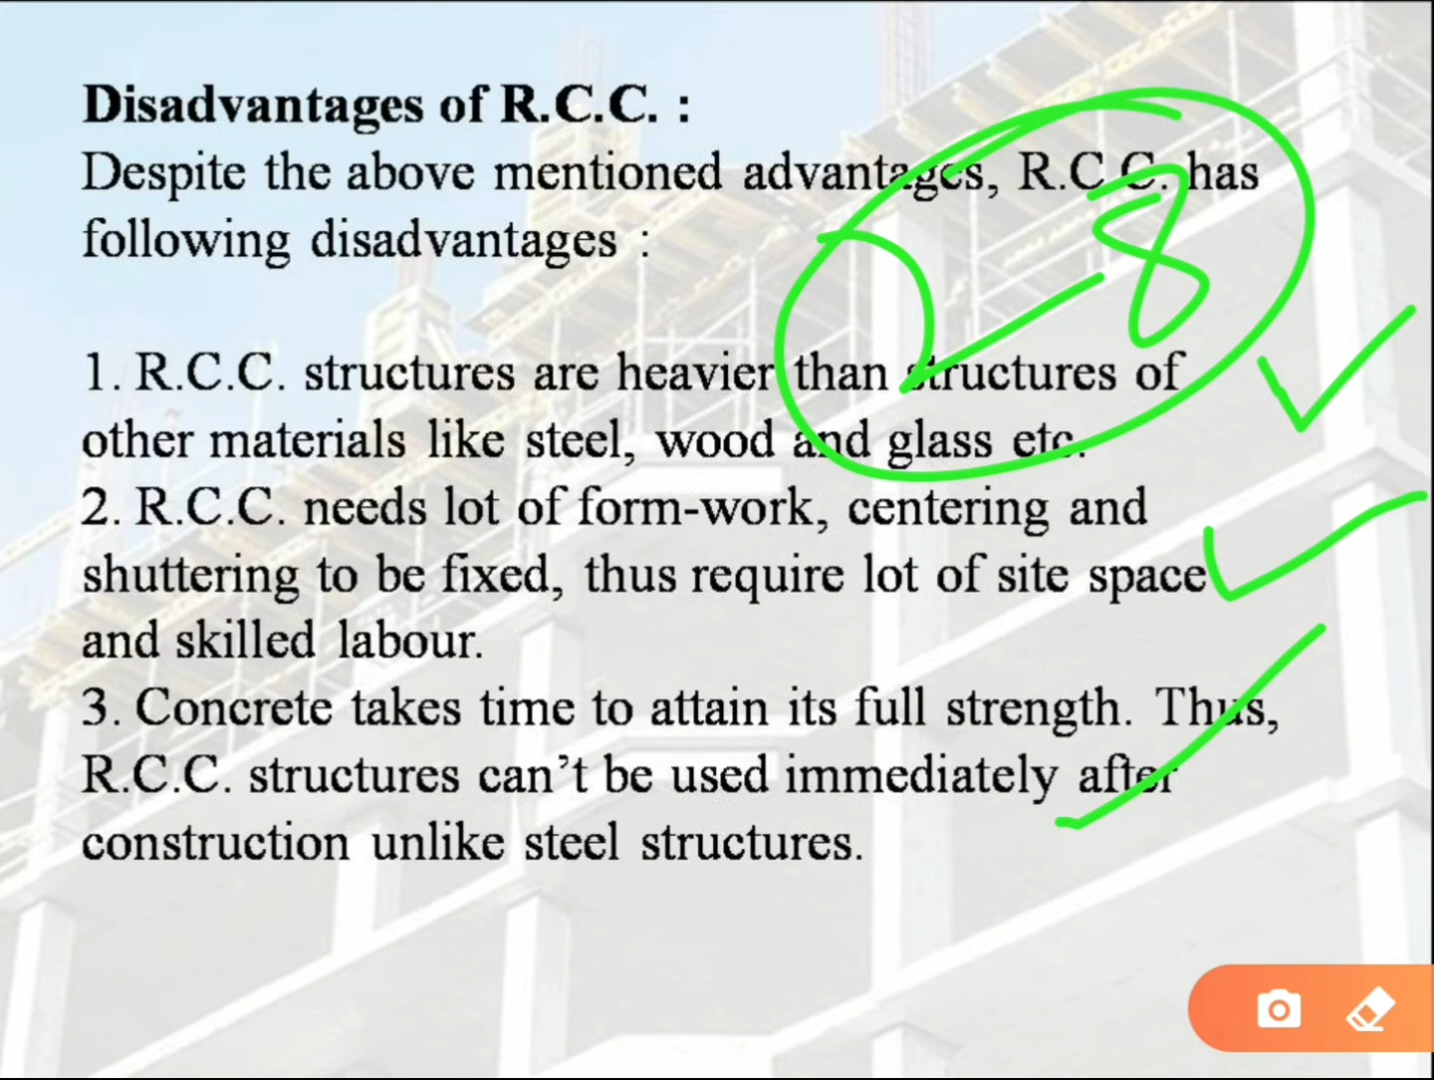 Disadvantages of R.C.C. :
Despite the above mentioned advantages, R.C.C. has
following disadvantages :
1. R.C.C. structures are heavier than structures of
other materials like steel, wood and glass etc.
2. R.C.C. needs lot of form-work, centering and
shuttering to be fixed, thus require lot of site space
and skilled labour.
3. Concrete takes time to attain its full strength. Thus,
R.C.C. structures can’t be used immediately after
construction unlike steel structures.